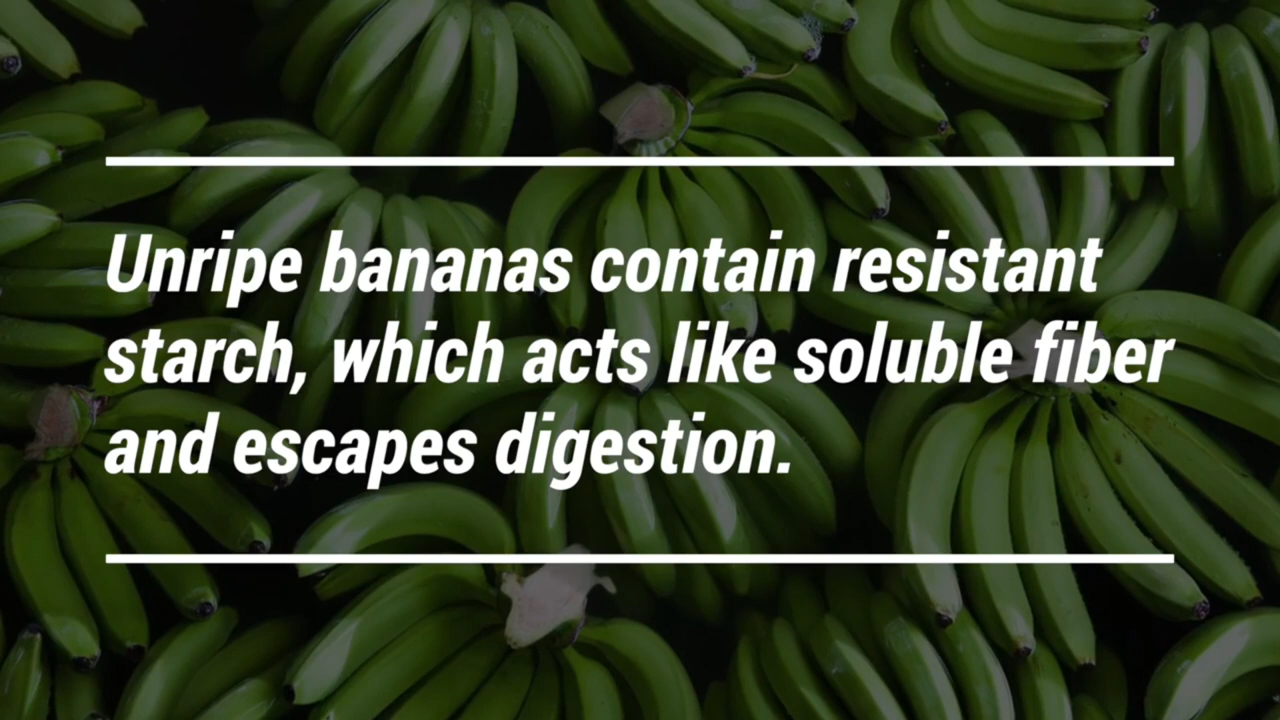 Unripe bananas contain resistant
starch, which acts like soluble fiber
and escapes digestion.